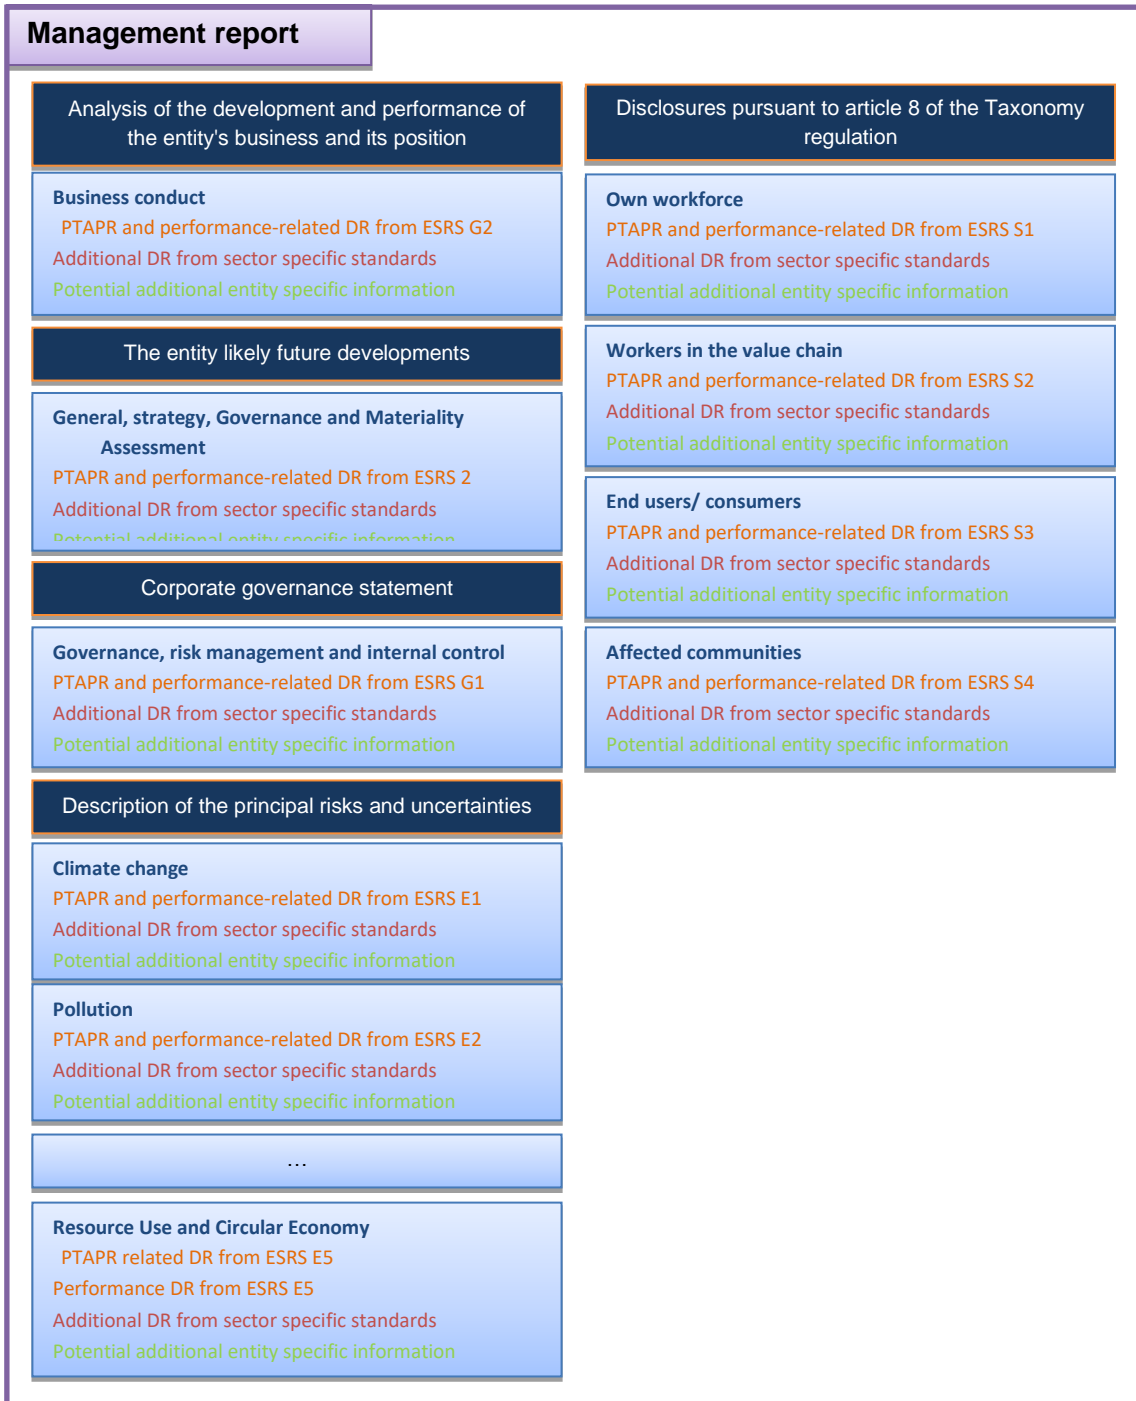 Management report
Analysis of the development and performance of
the entity's business and its position
Business conduct
PTAPR and performance-related DR from ESRS G2
Additional DR from sector specific standards
Potential additional entity specific information
The entity likely future developments
General, strategy, Governance and Materiality
Assessment
PTAPR and performance-related DR from ESRS 2
Additional DR from sector specific standards
Potential additional entity specific information
Corporate governance statement
Governance, risk management and internal control
PTAPR and performance-related DR from ESRS G1
Additional DR from sector specific standards
Potential additional entity specific information
Description of the principal risks and uncertainties
Climate change
PTAPR and performance-related DR from ESRS E1
Additional DR from sector specific standards
Potential additional entity specific information
Pollution
PTAPR and performance-related DR from ESRS E2
Additional DR from sector specific standards
Potential additional entity specific information
...
Resource Use and Circular Economy
PTAPR related DR from ESRS E5
Performance DR from ESRS E5
Additional DR from sector specific standards
Potential additional entity specific information
Disclosures pursuant to article 8 of the Taxonomy
regulation
Own workforce
PTAPR and performance-related DR from ESRS S1
Additional DR from sector specific standards
Potential additional entity specific information
Workers in the value chain
PTAPR and performance-related DR from ESRS S2
Additional DR from sector specific standards
Potential additional entity specific information
End users/ consumers
PTAPR and performance-related DR from ESRS S3
Additional DR from sector specific standards
Potential additional entity specific information
Affected communities
PTAPR and performance-related DR from ESRS S4
Additional DR from sector specific standards
Potential additional entity specific information